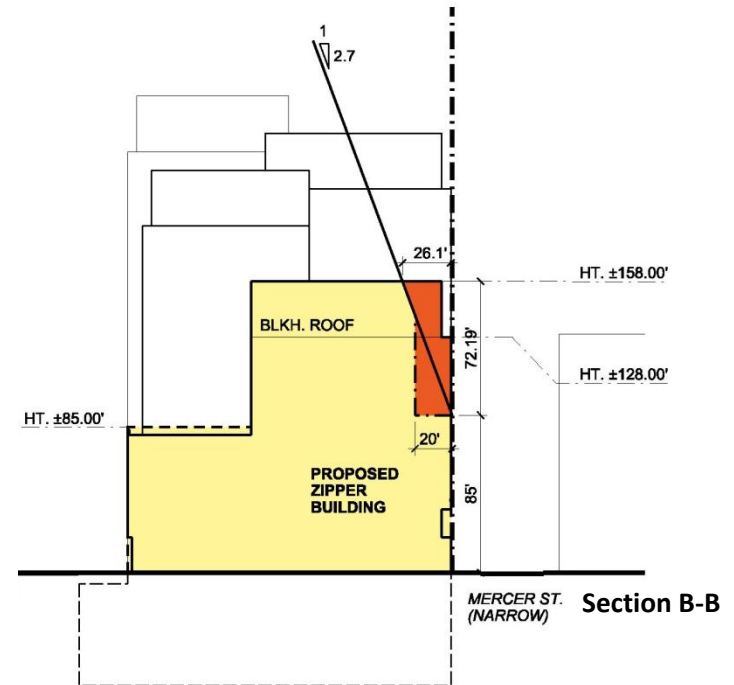 1
2.7
26.1'
HT. ±158.00'
BLKH. ROOF
72.19'
HT. ±128.00'
HT. ±85.00'
20'
PROPOSED
ZIPPER
BUILDING
85'
MERCER ST.
(NARROW)
Section B-B